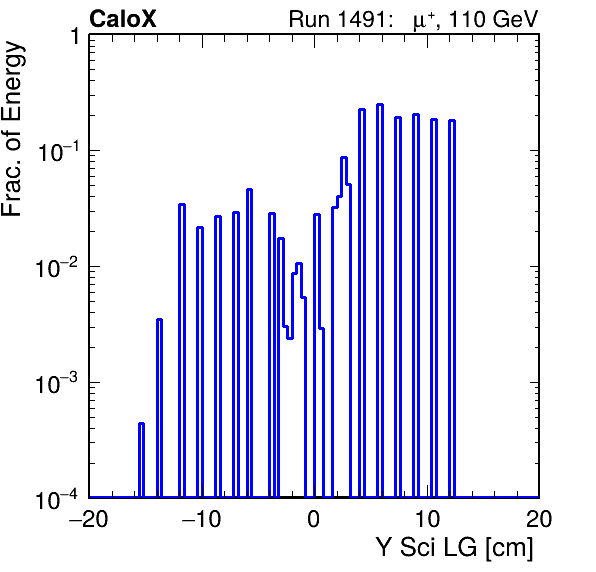 CaloX Run 1491: μ⁺, 110 GeV
Frac. of Energy
1
10⁻¹
10⁻²
10⁻³
10⁻⁴
−20 −10 0 10 20
Y Sci LG [cm]